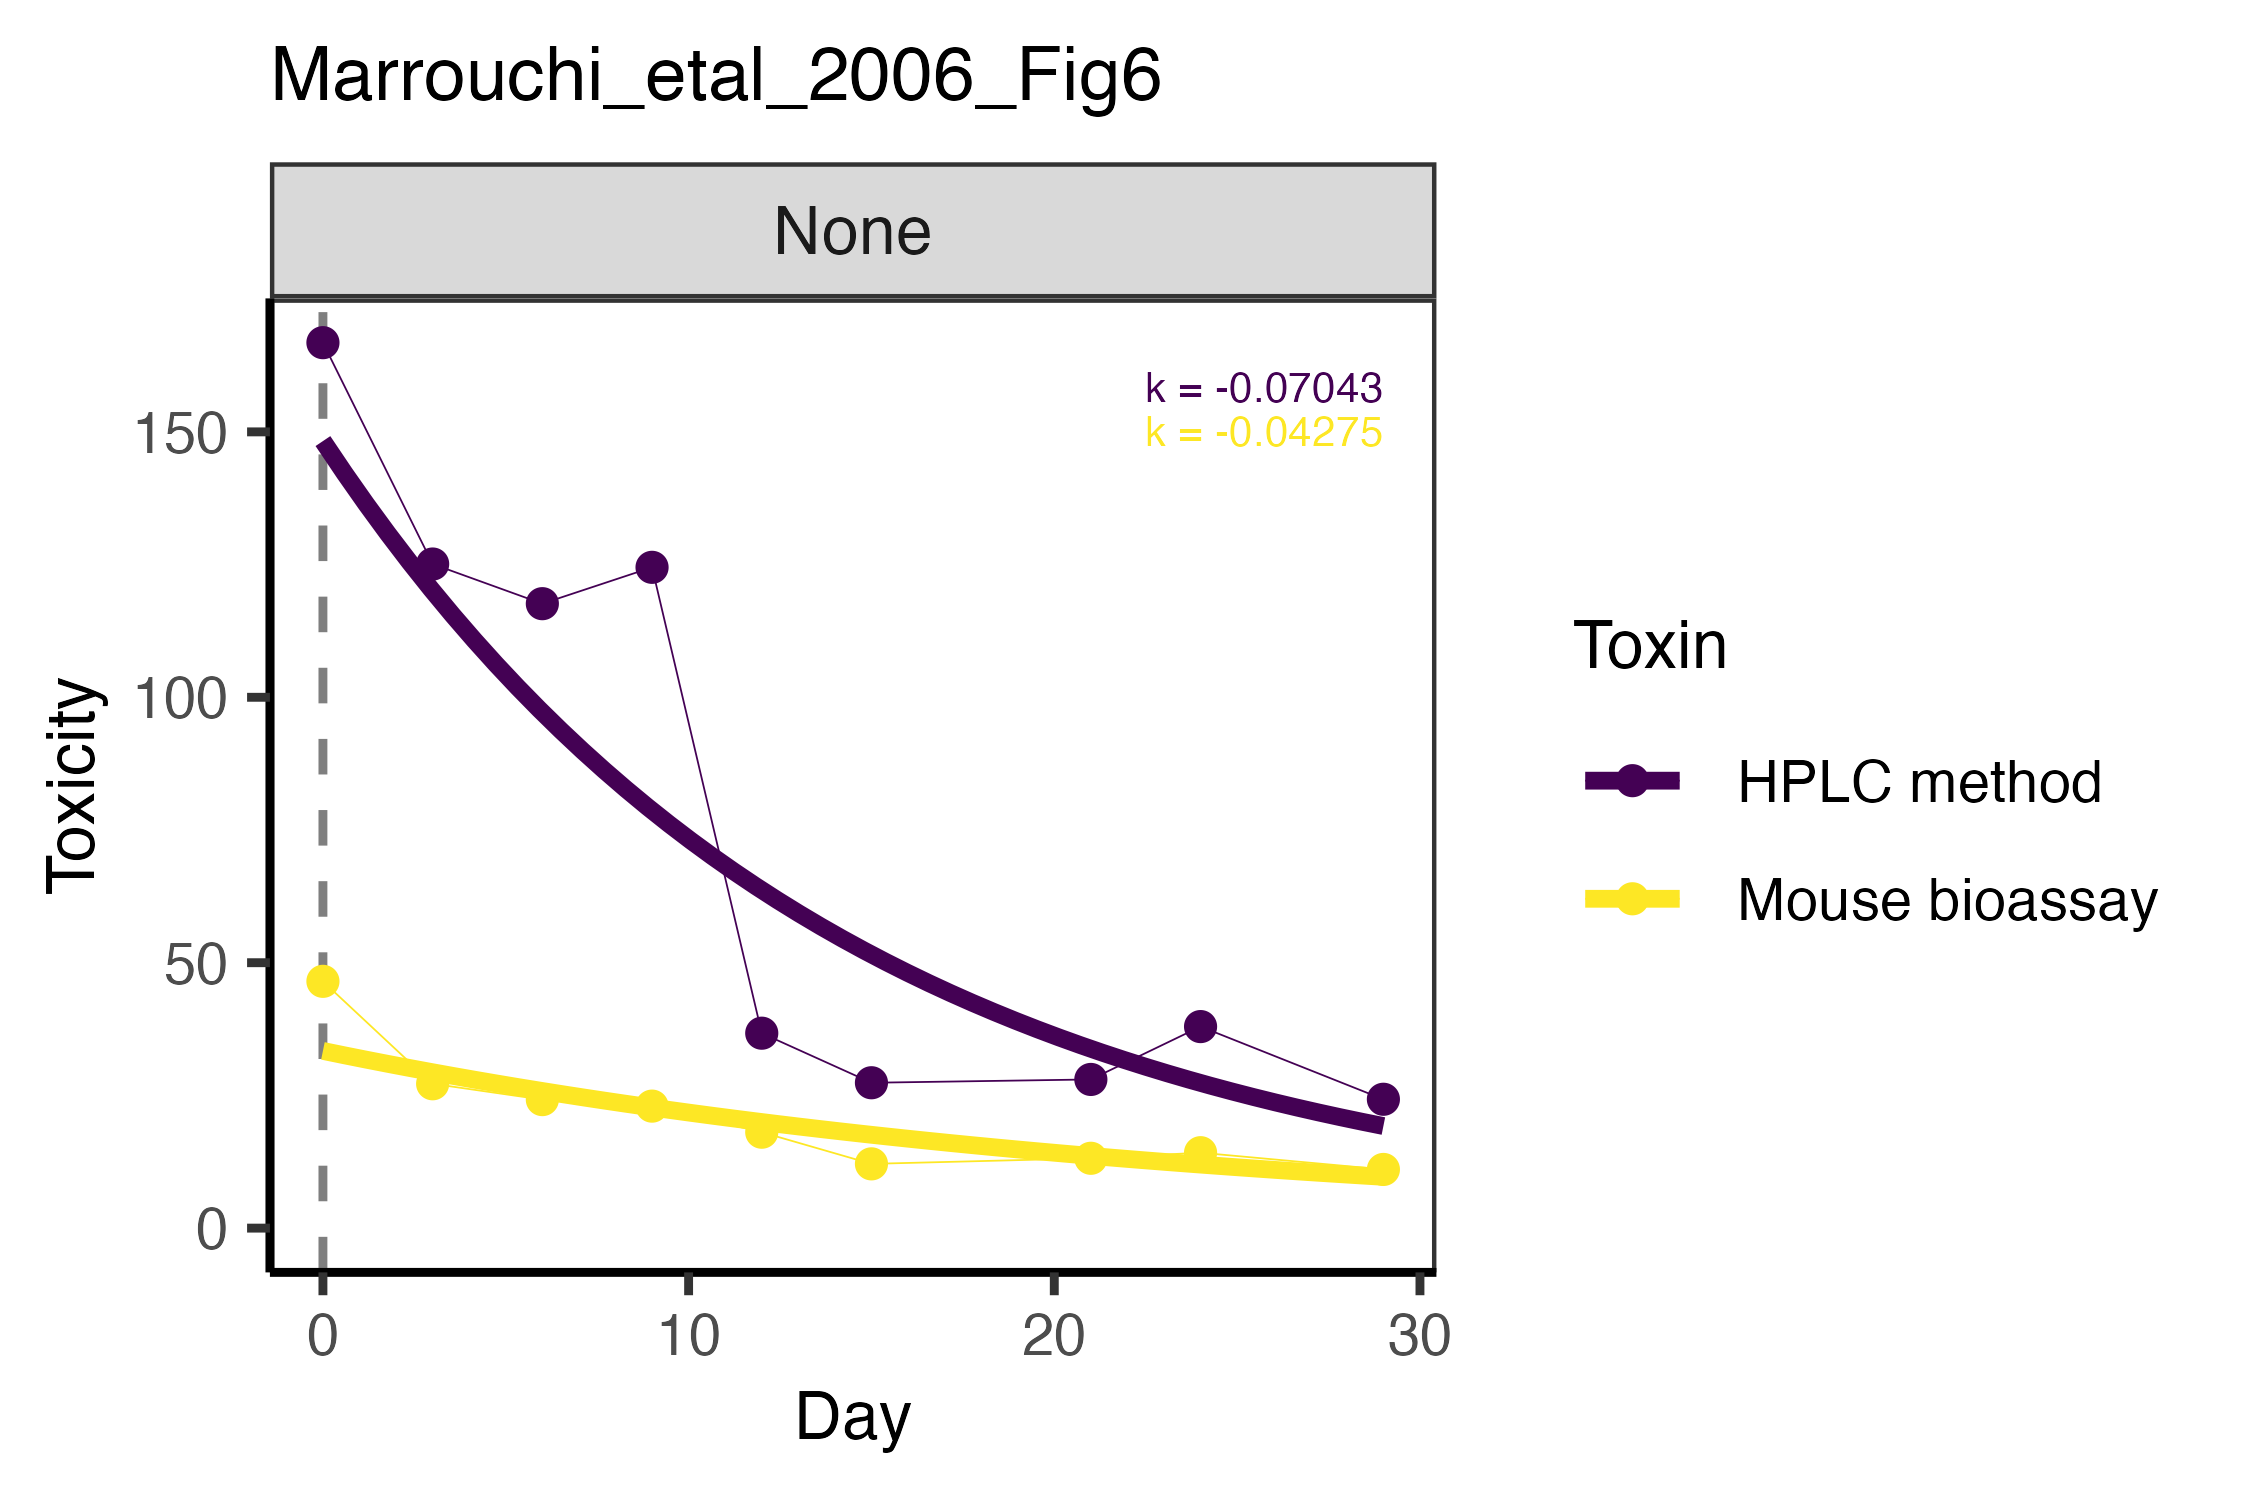 Marrouchi_etal_2006_Fig6
None
k = -0.07043
k = -0.04275
150
100
50
0
Toxicity
0 10 20 30
Day
Toxin
HPLC method
Mouse bioassay